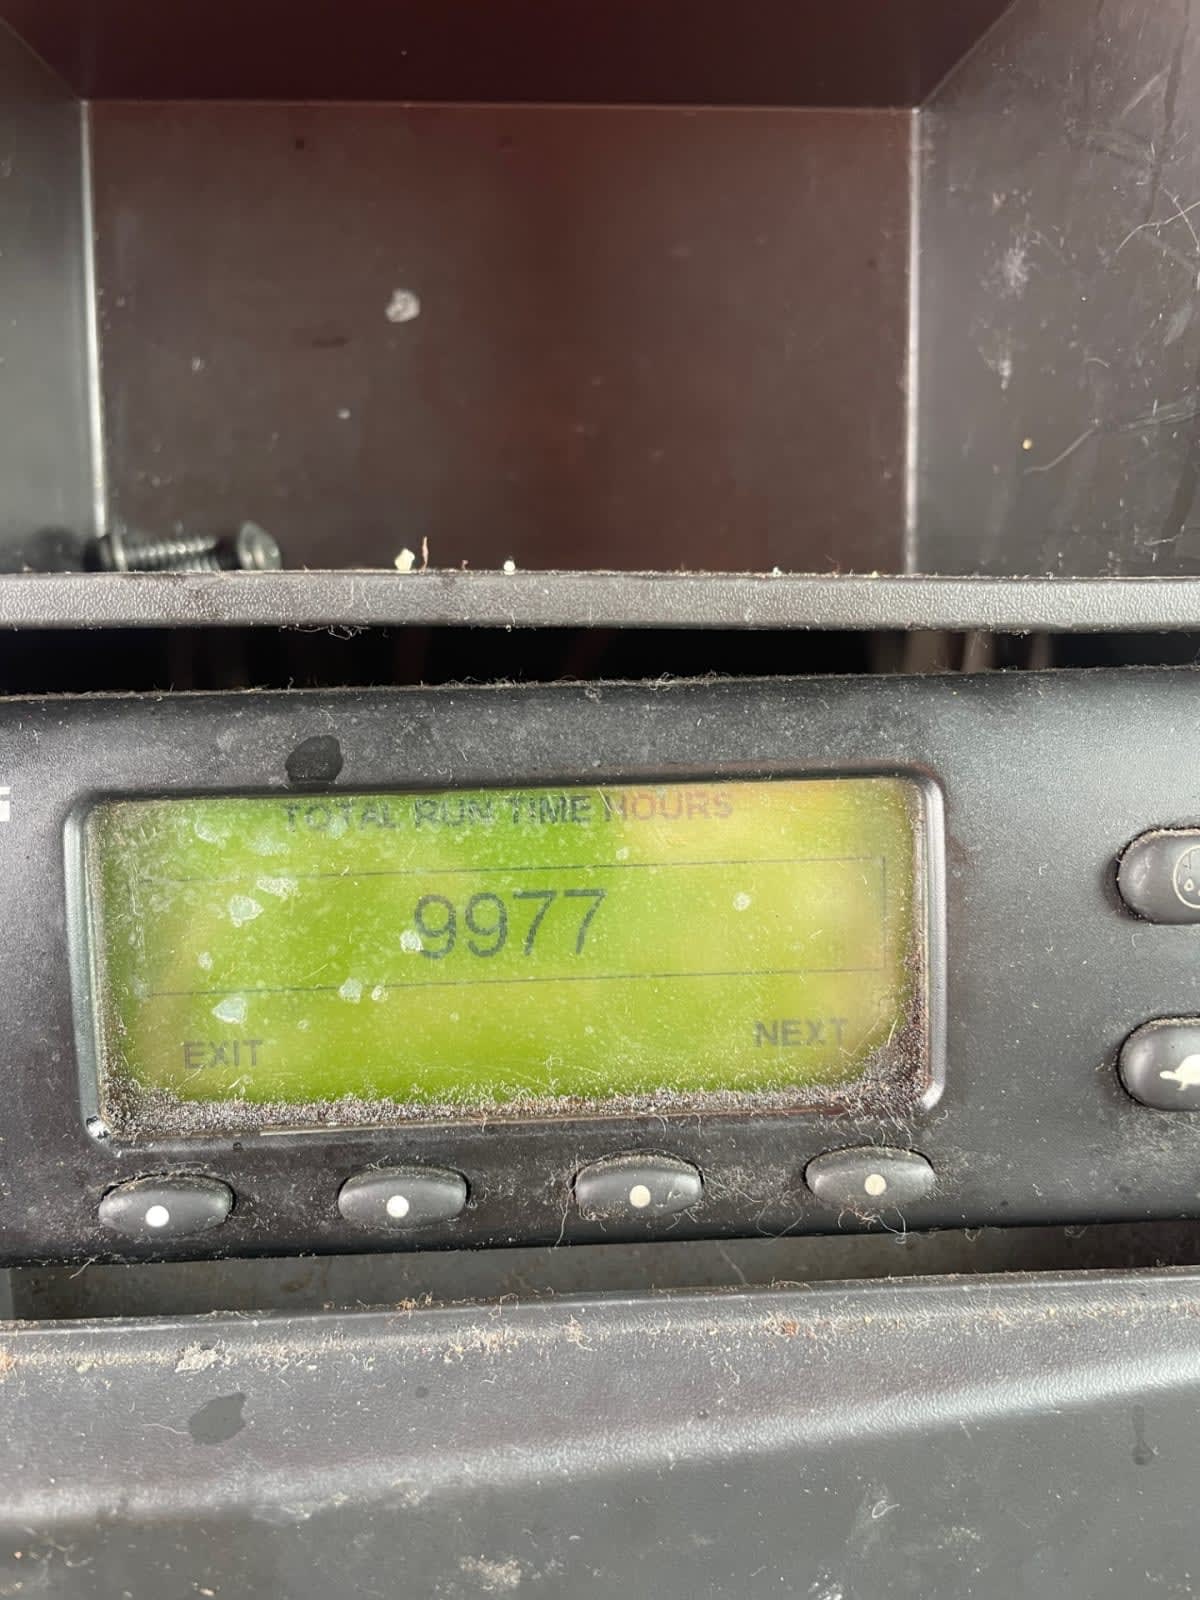 TOTAL RUN TIME HOURS
9977
EXIT NEXT